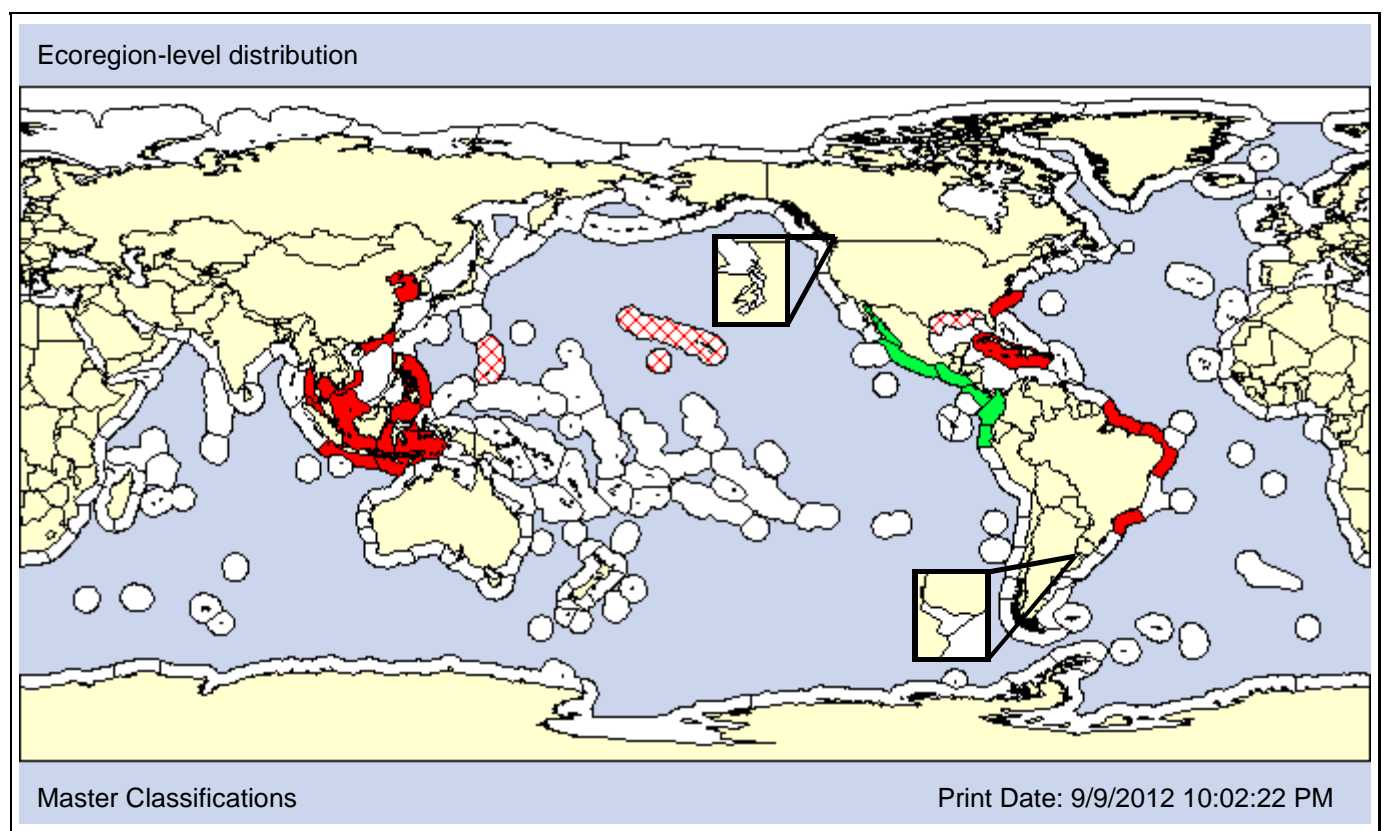 Ecoregion-level distribution
Master Classifications
Print Date: 9/9/2012 10:02:22 PM